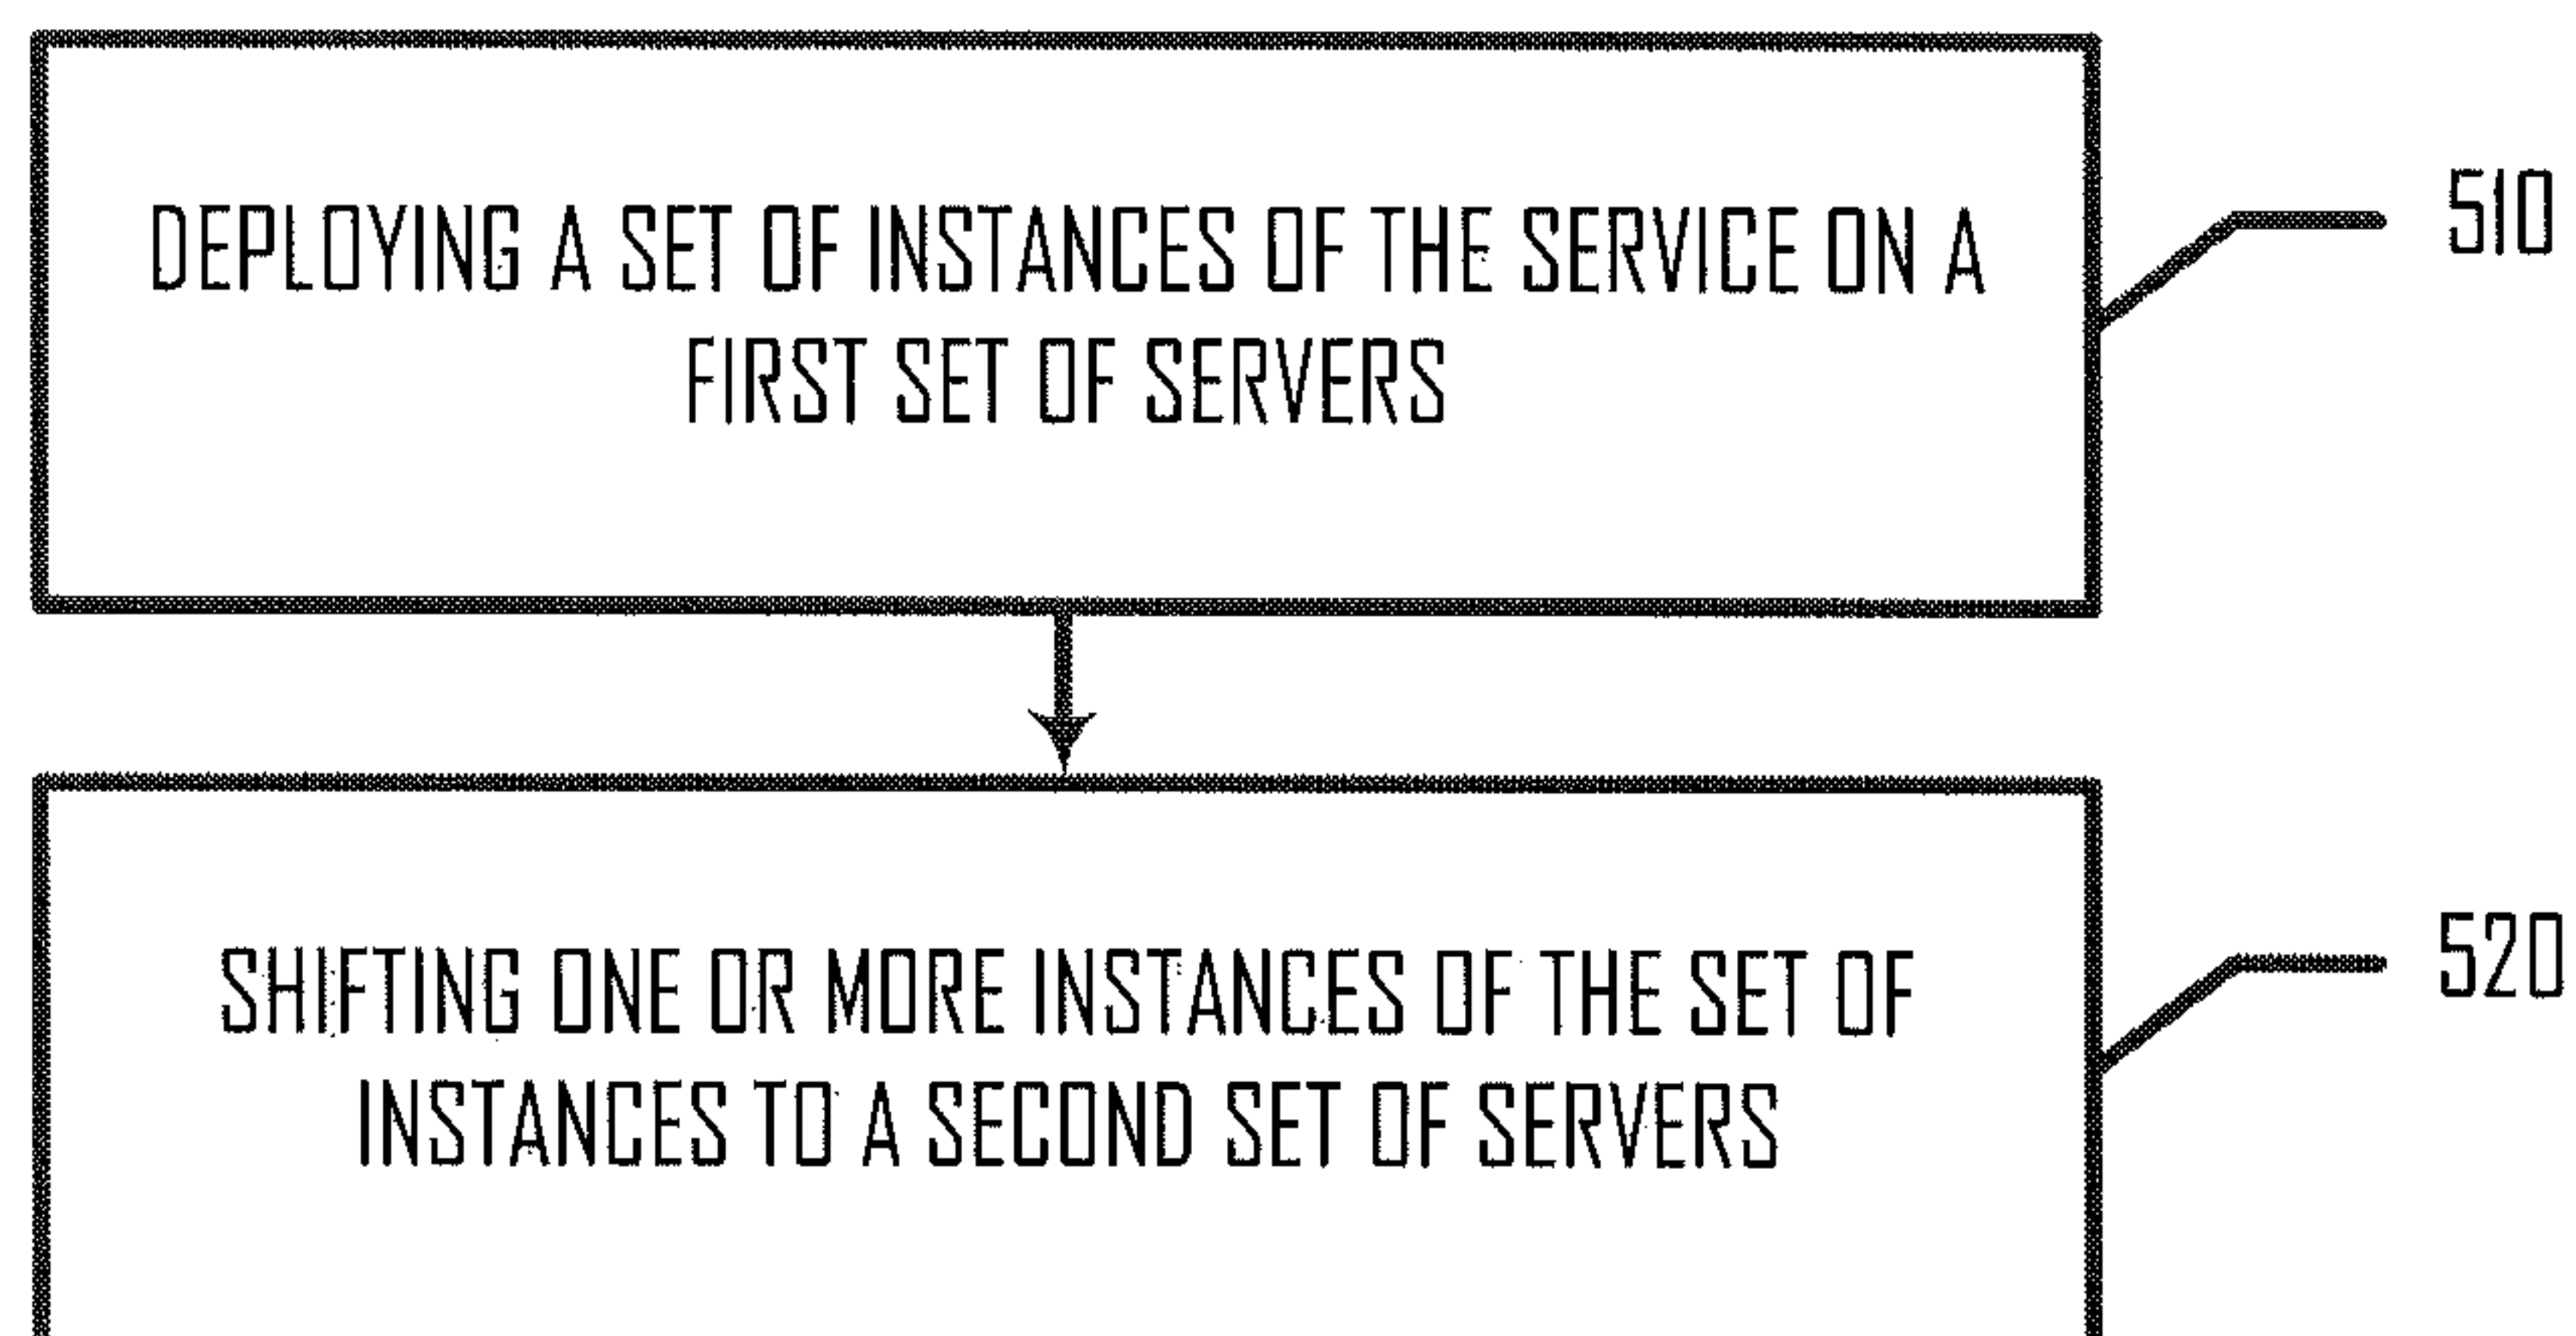 DEPLOYING A SET OF INSTANCES OF THE SERVICE ON A
FIRST SET OF SERVERS
510
SHIFTING ONE OR MORE INSTANCES OF THE SET OF
INSTANCES TO A SECOND SET OF SERVERS
520